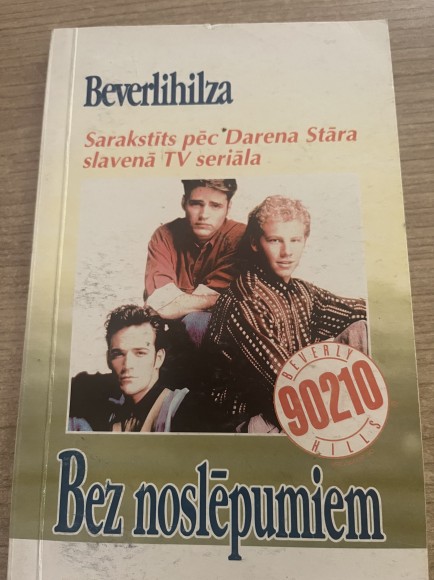 Beverlihilza
Sarakstīts pēc Darena Stāra
slavenā TV seriāla
BEVERLY
90210
HILLS
Bez noslēpumiem